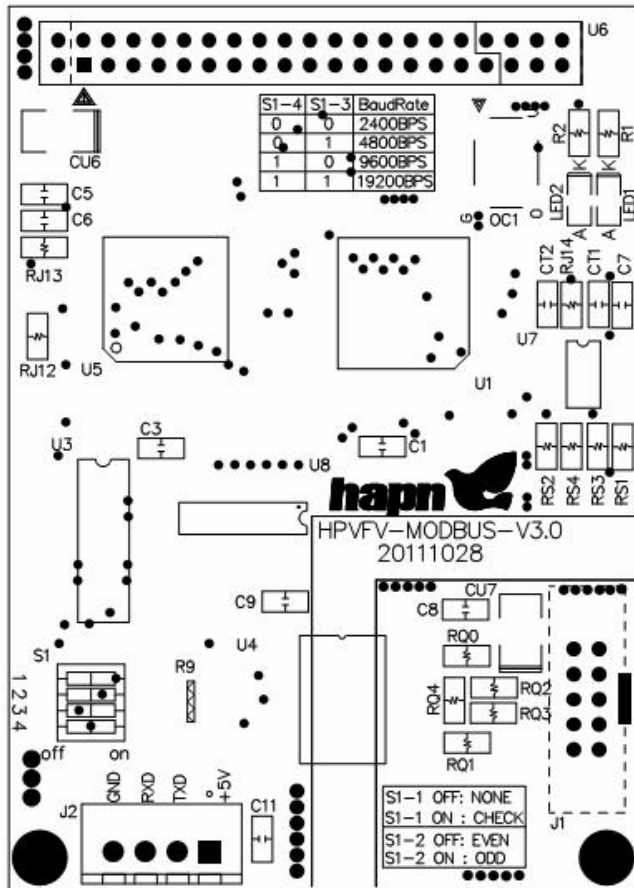 U6
S1-4 S1-3 BaudRate
0 0 2400BPS
0 1 4800BPS
1 0 9600BPS
1 1 19200BPS
CU6
R2
R1
K
K
LED2
LED1
A
A
G
OC1
O
C5
C6
RJ13
CT2
RJ14
CT1
C7
RJ12
U5
U7
U1
U3
C3
U8
C1
RS2
RS4
RS3
RS1
hapn
HPVFV-MODBUS-V3.0
20111028
C9
C8
CU7
S1
U4
RQ0
1 2 3 4
R9
RQ4
RQ2
RQ3
off on
RQ1
GND
RXD
TXD
+5V
J2
C11
S1-1 OFF: NONE
S1-1 ON : CHECK
S1-2 OFF: EVEN
S1-2 ON : ODD
J1